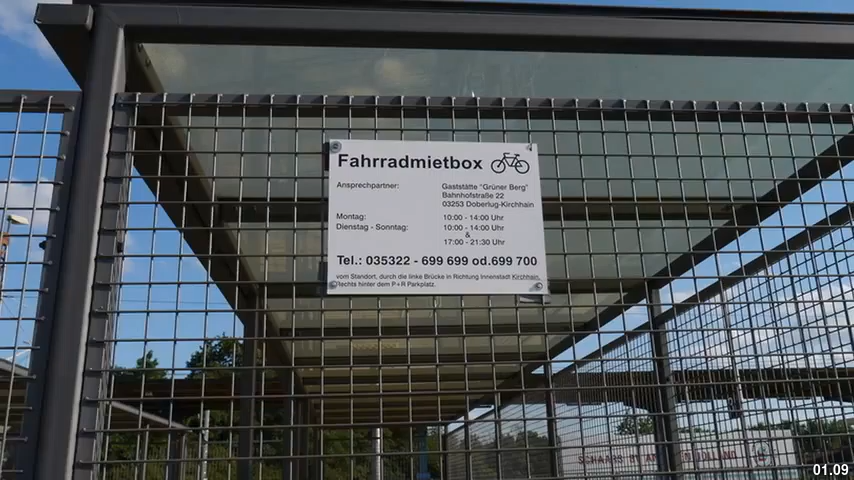 Fahrradmietbox
Ansprechpartner: Gaststätte "Grüner Berg"
Bahnhofstraße 22
03253 Doberlug-Kirchhain
Montag: 10:00 - 14:00 Uhr
Dienstag - Sonntag: 10:00 - 14:00 Uhr
&
17:00 - 21:30 Uhr
Tel.: 035322 - 699 699 od.699 700
vom Standort, durch die linke Brücke in Richtung Innenstadt Kirchhain,
Rechts hinter dem P+R Parkplatz.
01.09